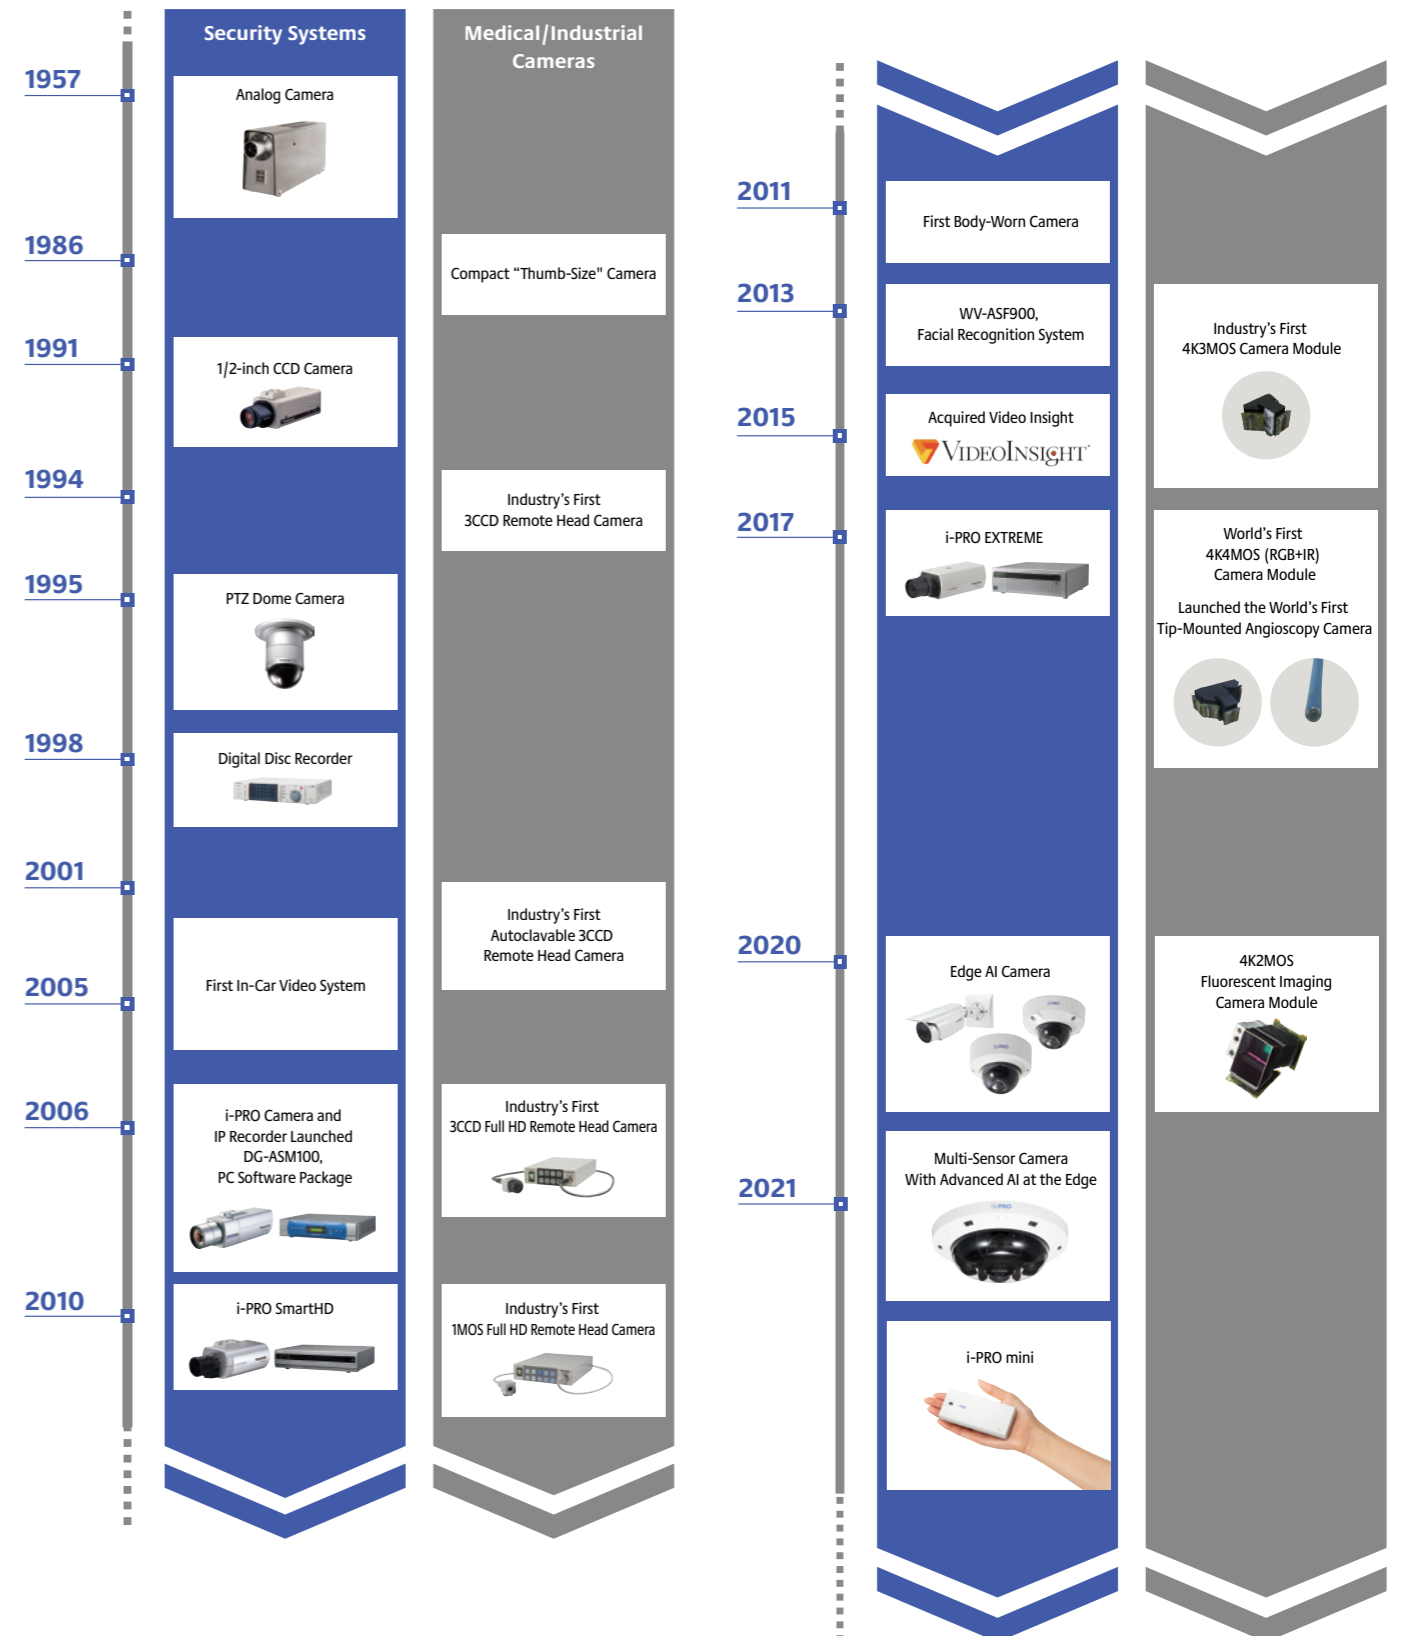 Security Systems
Medical/Industrial
Cameras
1957
Analog Camera
1986
Compact “Thumb-Size" Camera
1991
1/2-inch CCD Camera
1994
Industry’s First
3CCD Remote Head Camera
1995
PTZ Dome Camera
1998
Digital Disc Recorder
2001
Industry’s First
Autoclavable 3CCD
Remote Head Camera
2005
First In-Car Video System
2006
i-PRO Camera and
IP Recorder Launched
DG-ASM100,
PC Software Package
Industry’s First
3CCD Full HD Remote Head Camera
2010
i-PRO SmartHD
Industry’s First
1MOS Full HD Remote Head Camera
2011
First Body-Worn Camera
2013
WV-ASF900,
Facial Recognition System
Industry’s First
4K3MOS Camera Module
2015
Acquired Video Insight
VIDEOINSIGHT
2017
i-PRO EXTREME
World’s First
4K4MOS (RGB+IR)
Camera Module
Launched the World’s First
Tip-Mounted Angioscopy Camera
2020
Edge AI Camera
i-PRO
i-PRO
4K2MOS
Fluorescent Imaging
Camera Module
2021
Multi-Sensor Camera
With Advanced AI at the Edge
i-PRO
i-PRO mini